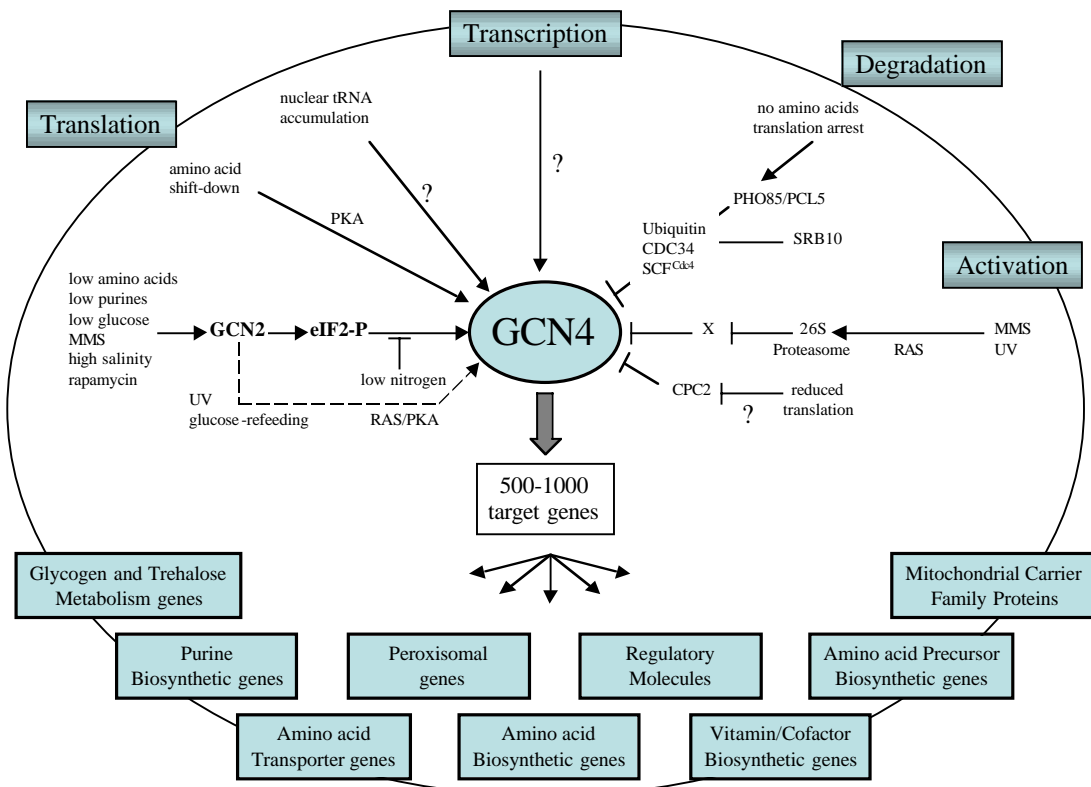 Transcription
Degradation
Translation
nuclear tRNA
accumulation
no amino acids
translation arrest
amino acid
shift-down
?
?
PKA
PHO85/PCL5
Ubiquitin
CDC34
SCF^Cdc4
SRB10
Activation
low amino acids
low purines
low glucose
MMS
high salinity
rapamycin
GCN2
eIF2-P
GCN4
X
26S
Proteasome
RAS
MMS
UV
low nitrogen
UV
glucose-refeeding
RAS/PKA
CPC2
?
reduced
translation
500-1000
target genes
Glycogen and Trehalose
Metabolism genes
Mitochondrial Carrier
Family Proteins
Purine
Biosynthetic genes
Peroxisomal
genes
Regulatory
Molecules
Amino acid Precursor
Biosynthetic genes
Amino acid
Transporter genes
Amino acid
Biosynthetic genes
Vitamin/Cofactor
Biosynthetic genes